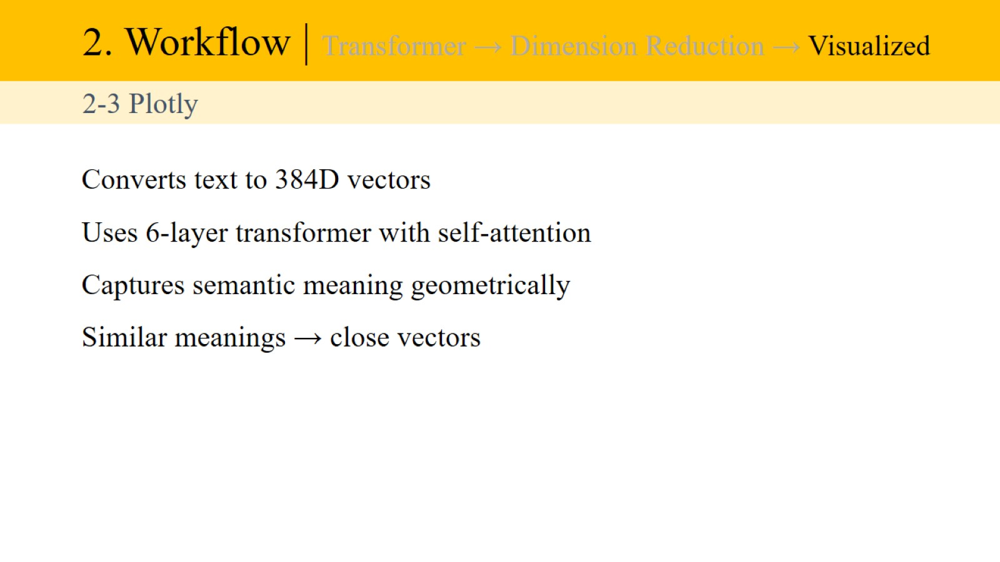 2. Workflow | Transformer → Dimension Reduction → Visualized
2-3 Plotly
Converts text to 384D vectors
Uses 6-layer transformer with self-attention
Captures semantic meaning geometrically
Similar meanings → close vectors